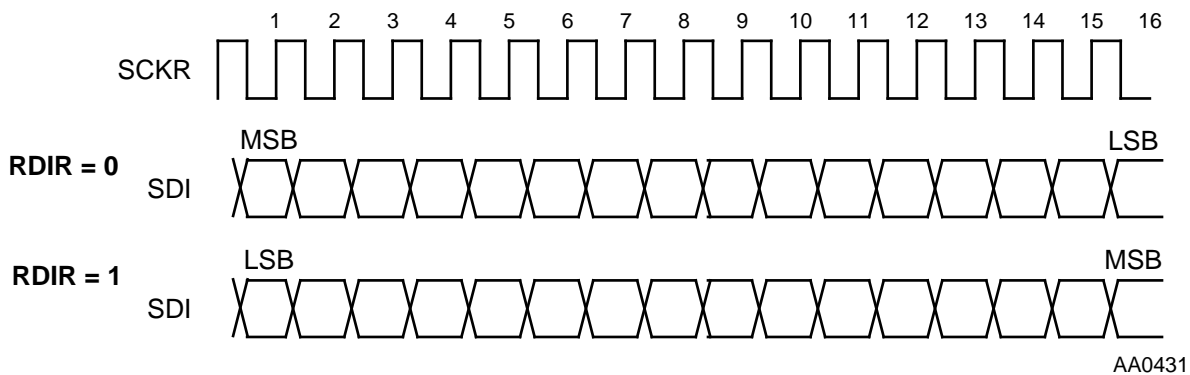 1 2 3 4 5 6 7 8 9 10 11 12 13 14 15 16
SCKR
MSB LSB
RDIR = 0
SDI
LSB MSB
RDIR = 1
SDI
AA0431